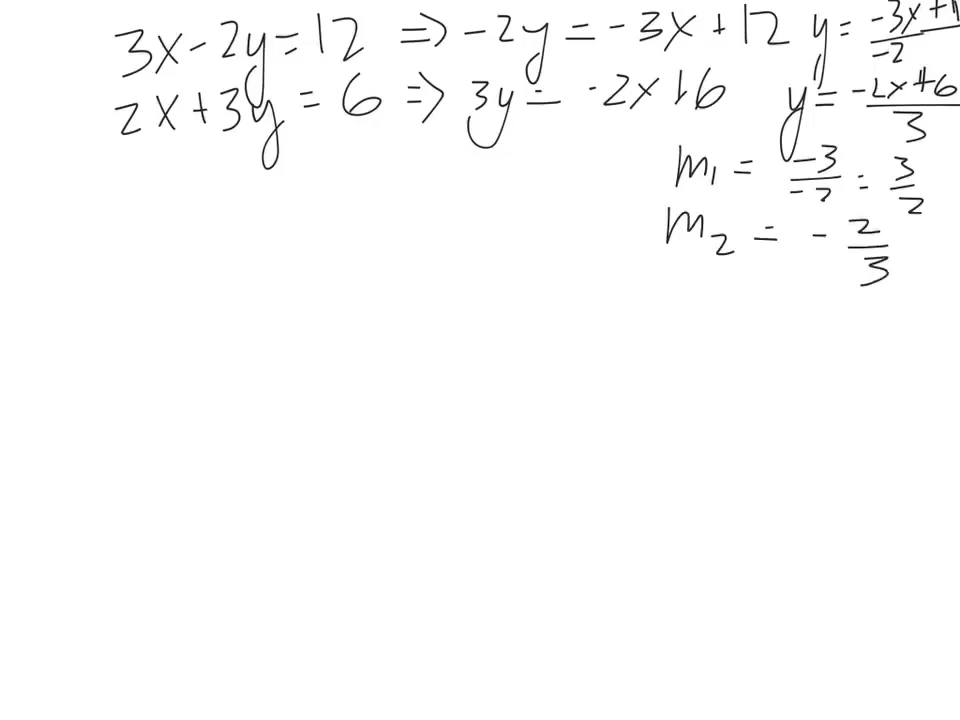 3x - 2y = 12 ⇒ -2y = -3x + 12 y = -3x + 1/-2
2x + 3y = 6 ⇒ 3y = -2x + 6 y = -2x + 6/3
m₁ = -3/-2 = 3/2
m₂ = - 2/3